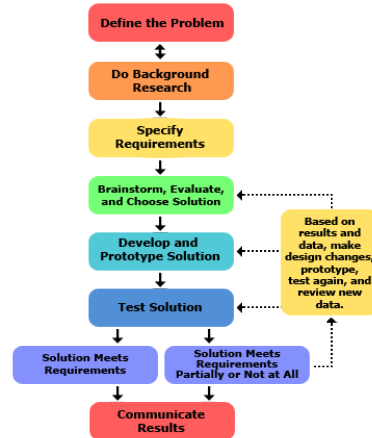 Define the Problem
Do Background
Research
Specify
Requirements
Brainstorm, Evaluate,
and Choose Solution
Develop and
Prototype Solution
Test Solution
Based on
results and
data, make
design changes,
prototype,
test again, and
review new
data.
Solution Meets
Requirements
Solution Meets
Requirements
Partially or Not at All
Communicate
Results